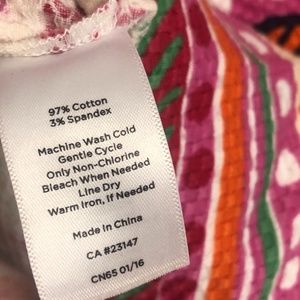 97% Cotton
3% Spandex
Machine Wash Cold
Gentle Cycle
Only Non-Chlorine
Bleach When Needed
Line Dry
Warm Iron, If Needed
Made In China
CA #23147
CN65 01/16